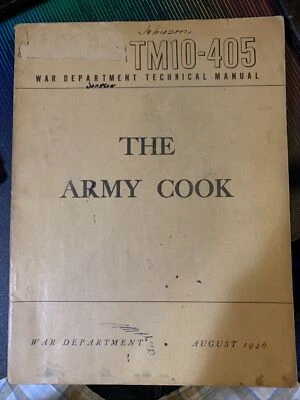 Johnson
TM10-405
WAR DEPARTMENT TECHNICAL MANUAL
THE
ARMY COOK
WAR DEPARTMENT • AUGUST 1946